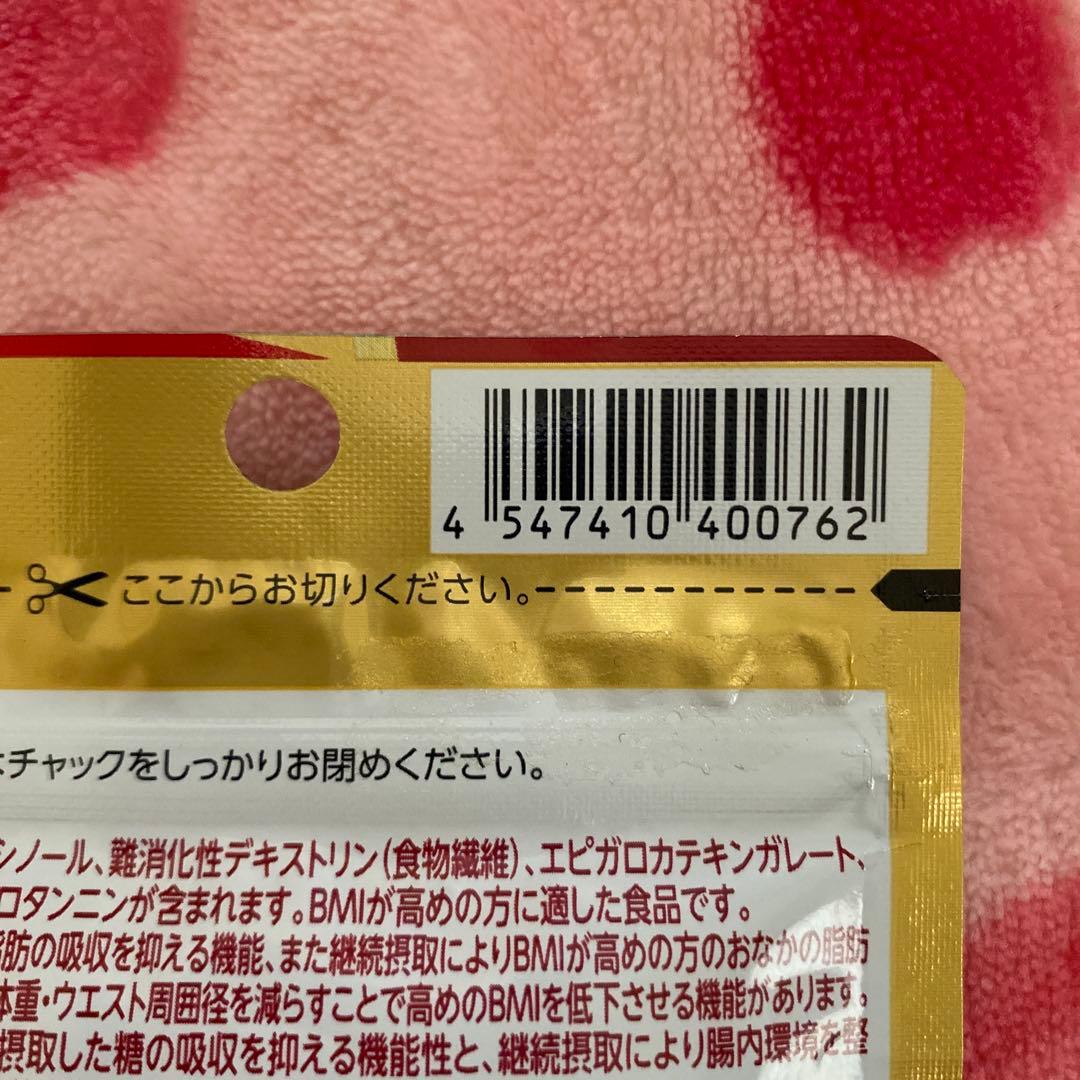 4 547410 400762
ここからお切りください。
はチャックをしっかりお閉めください。
シノール、難消化性デキストリン(食物繊維)、エピガロカテキンガレート、
ロタンニンが含まれます。BMIが高めの方に適した食品です。
脂肪の吸収を抑える機能、また継続摂取によりBMIが高めの方のおなかの脂肪
体重・ウエスト周囲径を減らすことで高めのBMIを低下させる機能があります。
摂取した糖の吸収を抑える機能性と、継続摂取により腸内環境を整